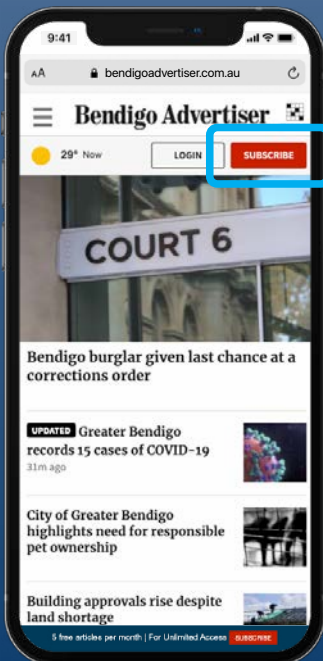 9:41
AA bendigoadvertiser.com.au
Bendigo Advertiser
29° Now LOGIN SUBSCRIBE
COURT 6
Bendigo burglar given last chance at a
corrections order
UPDATED Greater Bendigo
records 15 cases of COVID-19
31m ago
City of Greater Bendigo
highlights need for responsible
pet ownership
Building approvals rise despite
land shortage
5 free articles per month | For Unlimited Access SUBSCRIBE